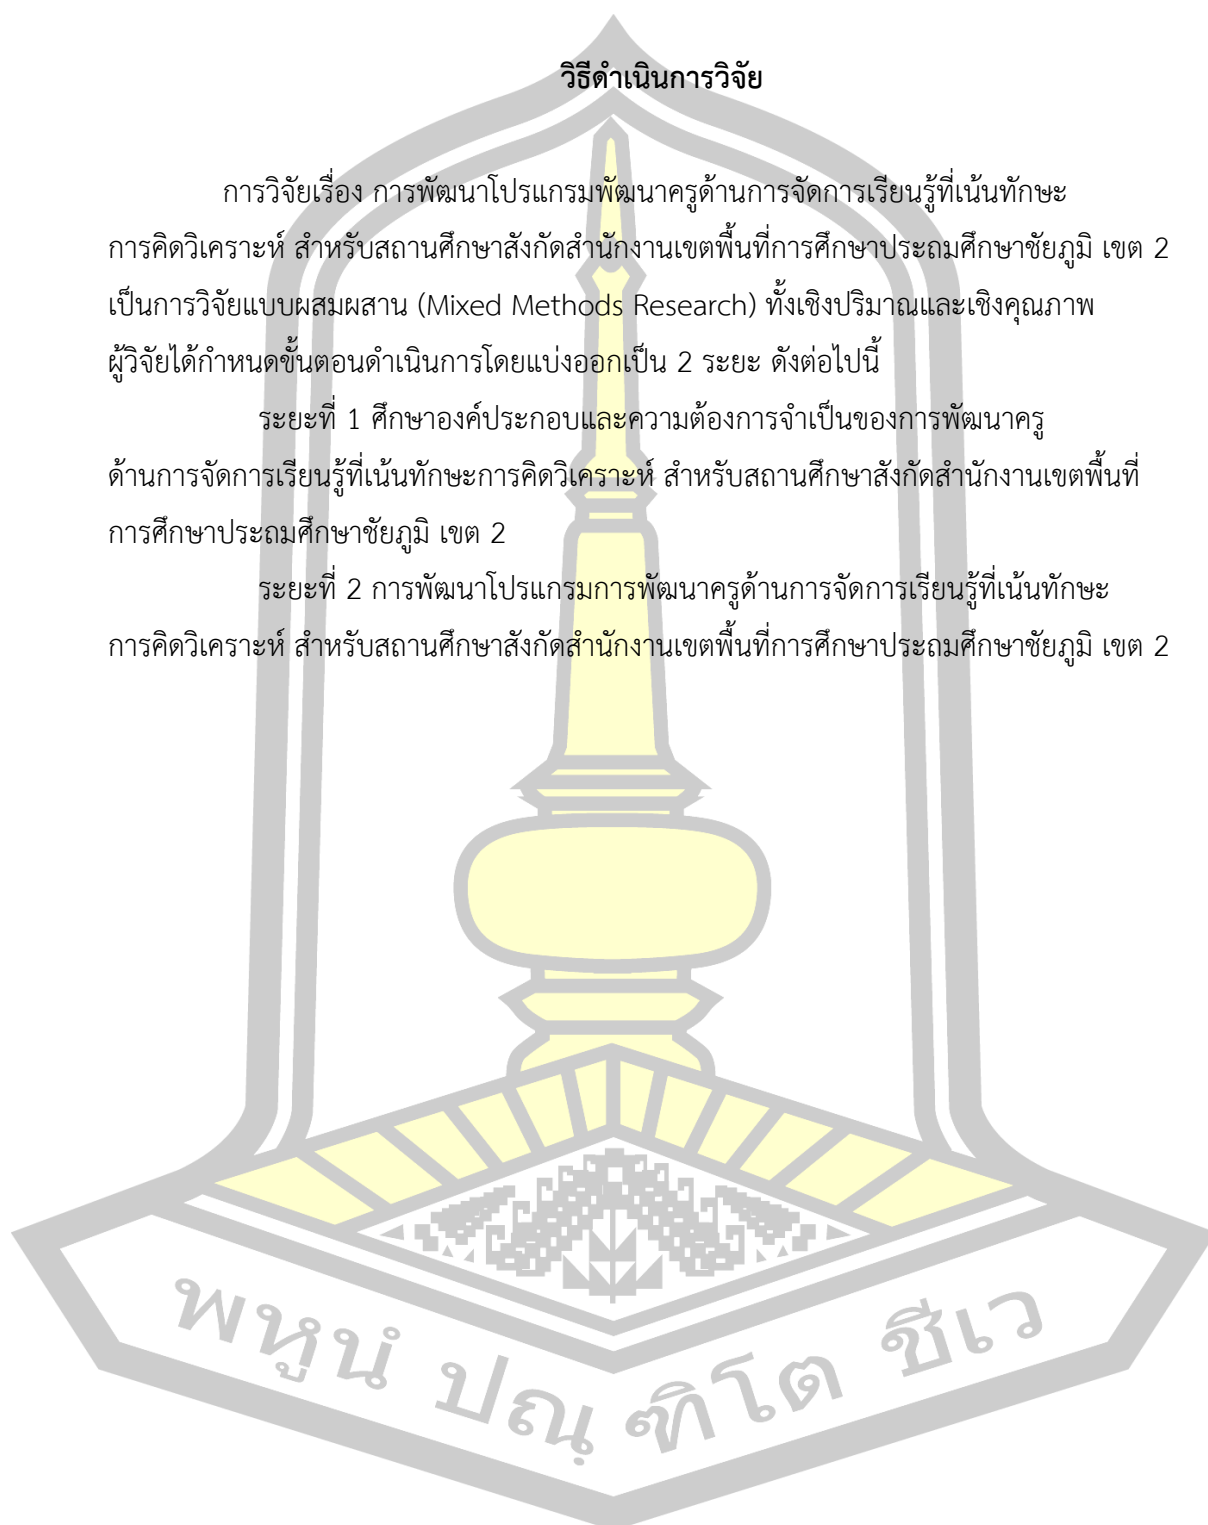 วิธีดำเนินการวิจัย
การวิจัยเรื่อง การพัฒนาโปรแกรมพัฒนาครูด้านการจัดการเรียนรู้ที่เน้นทักษะ
การคิดวิเคราะห์ สำหรับสถานศึกษาสังกัดสำนักงานเขตพื้นที่การศึกษาประถมศึกษาชัยภูมิ เขต 2
เป็นการวิจัยแบบผสมผสาน (Mixed Methods Research) ทั้งเชิงปริมาณและเชิงคุณภาพ
ผู้วิจัยได้กำหนดขั้นตอนดำเนินการโดยแบ่งออกเป็น 2 ระยะ ดังต่อไปนี้
ระยะที่ 1 ศึกษาองค์ประกอบและความต้องการจำเป็นของการพัฒนาครู
ด้านการจัดการเรียนรู้ที่เน้นทักษะการคิดวิเคราะห์ สำหรับสถานศึกษาสังกัดสำนักงานเขตพื้นที่
การศึกษาประถมศึกษาชัยภูมิ เขต 2
ระยะที่ 2 การพัฒนาโปรแกรมการพัฒนาครูด้านการจัดการเรียนรู้ที่เน้นทักษะ
การคิดวิเคราะห์ สำหรับสถานศึกษาสังกัดสำนักงานเขตพื้นที่การศึกษาประถมศึกษาชัยภูมิ เขต 2
พหูนํ ปณฺฑิโต ชีเว